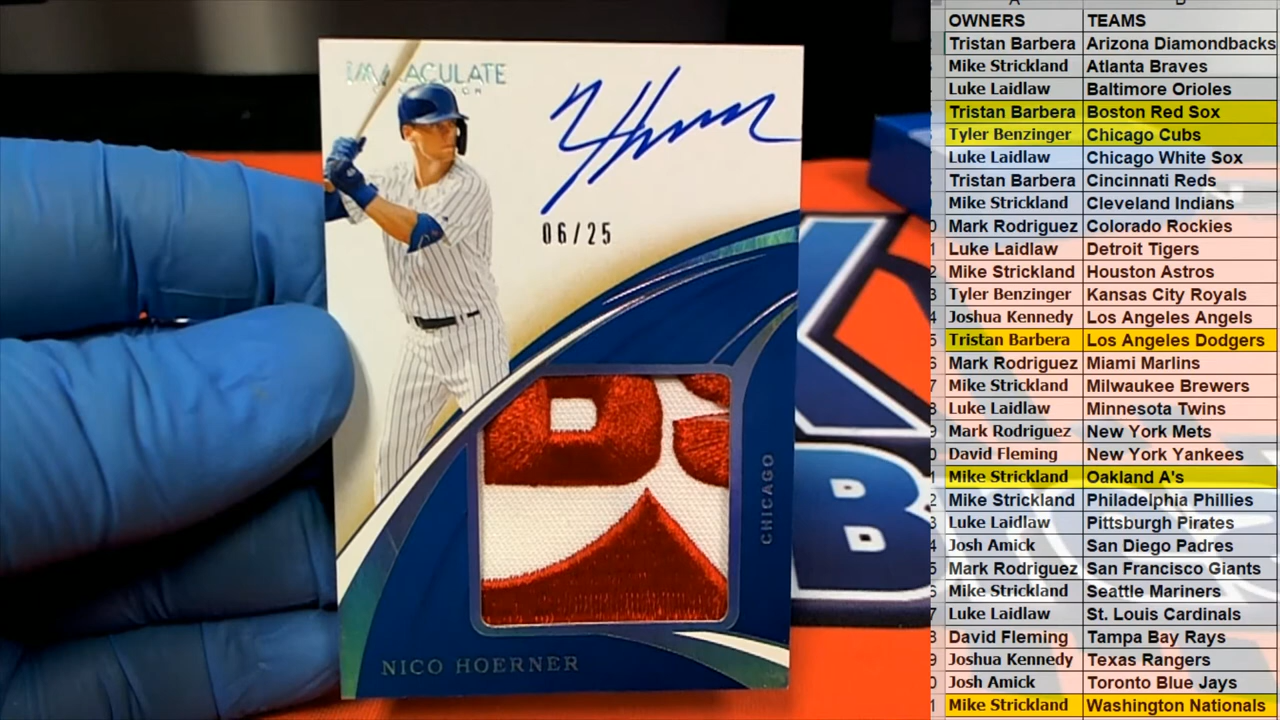 IMMACULATE
COLLECTION
06/25
CHICAGO
NICO HOERNER
OWNERS TEAMS
Tristan Barbera Arizona Diamondbacks
Mike Strickland Atlanta Braves
Luke Laidlaw Baltimore Orioles
Tristan Barbera Boston Red Sox
Tyler Benzinger Chicago Cubs
Luke Laidlaw Chicago White Sox
Tristan Barbera Cincinnati Reds
Mike Strickland Cleveland Indians
Mark Rodriguez Colorado Rockies
Luke Laidlaw Detroit Tigers
Mike Strickland Houston Astros
Tyler Benzinger Kansas City Royals
Joshua Kennedy Los Angeles Angels
Tristan Barbera Los Angeles Dodgers
Mark Rodriguez Miami Marlins
Mike Strickland Milwaukee Brewers
Luke Laidlaw Minnesota Twins
Mark Rodriguez New York Mets
David Fleming New York Yankees
Mike Strickland Oakland A's
Mike Strickland Philadelphia Phillies
Luke Laidlaw Pittsburgh Pirates
Josh Amick San Diego Padres
Mark Rodriguez San Francisco Giants
Mike Strickland Seattle Mariners
Luke Laidlaw St. Louis Cardinals
David Fleming Tampa Bay Rays
Joshua Kennedy Texas Rangers
Josh Amick Toronto Blue Jays
Mike Strickland Washington Nationals